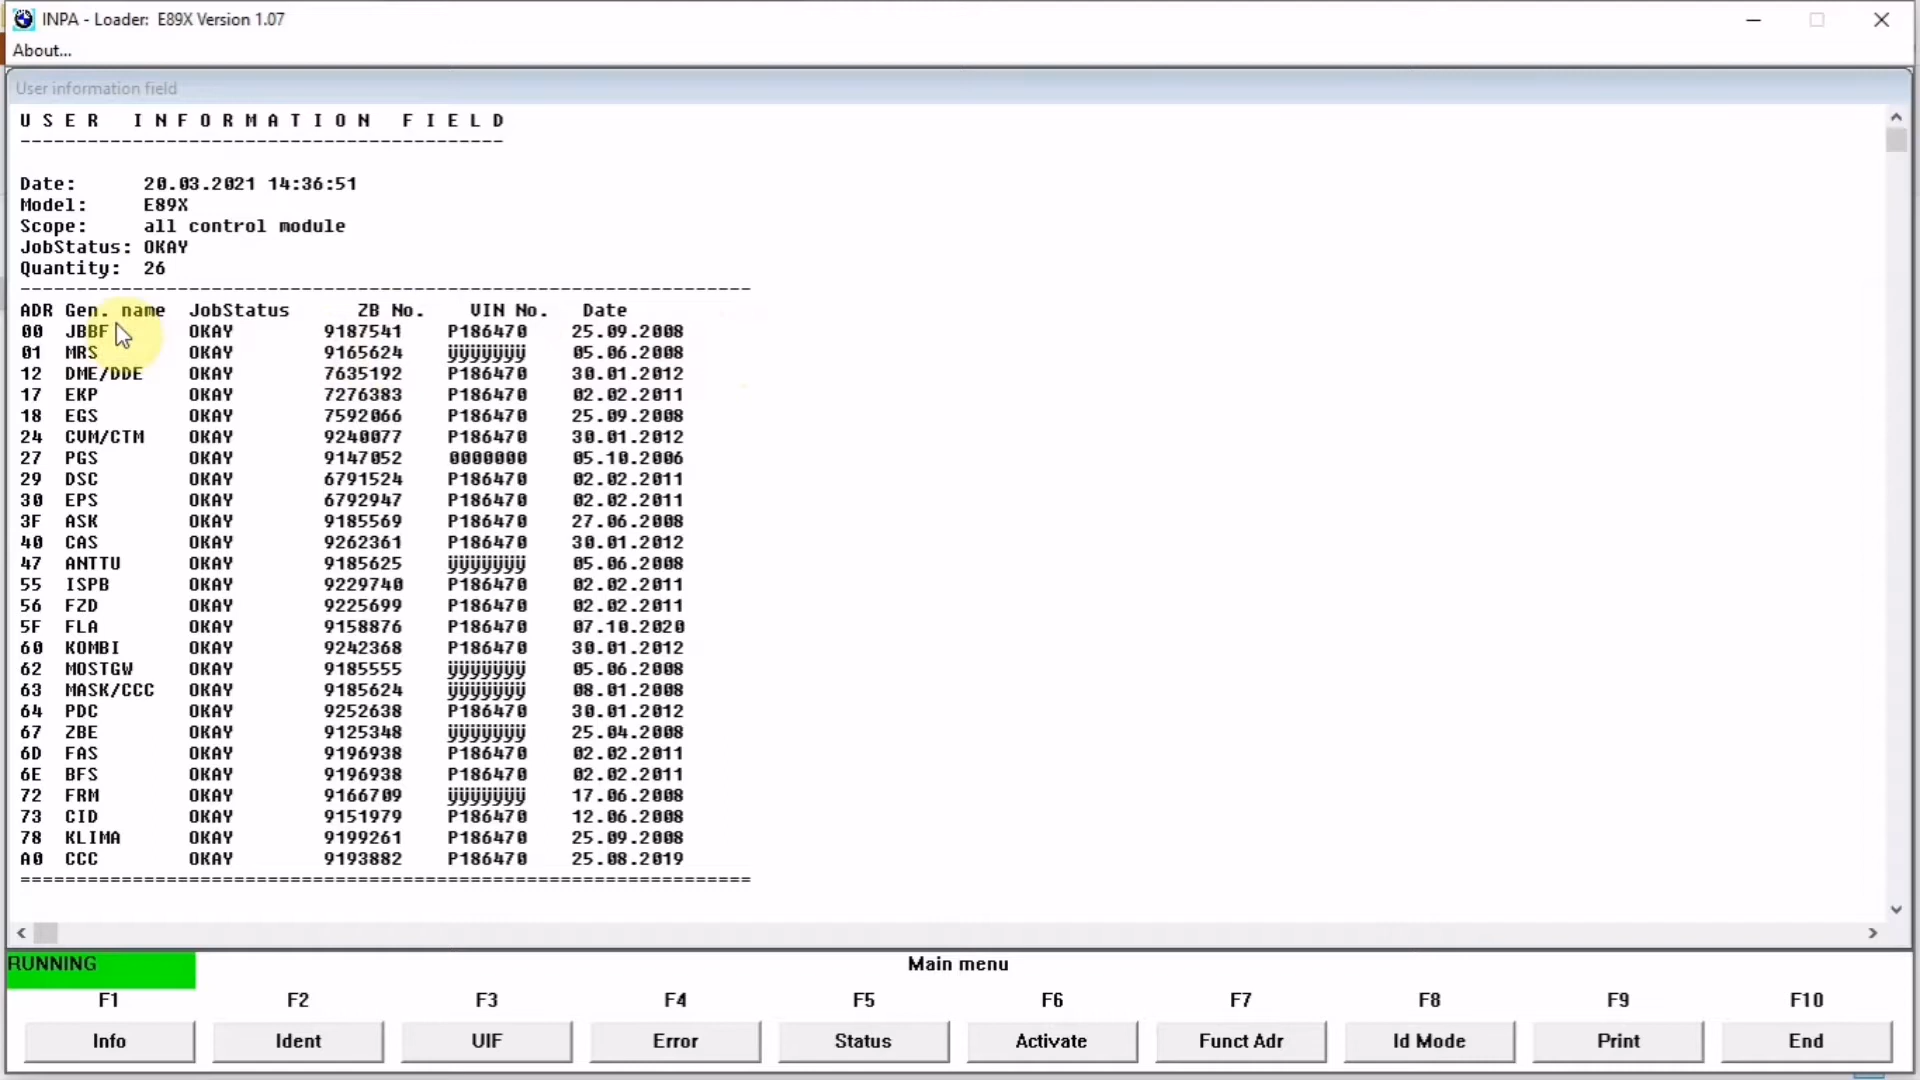 INPA - Loader: E89X Version 1.07
About...
User information field
U S E R   I N F O R M A T I O N   F I E L D
-------------------------------------------
Date: 20.03.2021 14:36:51
Model: E89X
Scope: all control module
JobStatus: OKAY
Quantity: 26
-----------------------------------------------------------------
ADR Gen. name JobStatus ZB No. VIN No. Date
00 JBBF OKAY 9187541 P186470 25.09.2008
01 MRS OKAY 9165624 ÿÿÿÿÿÿÿ 05.06.2008
12 DME/DDE OKAY 7635192 P186470 30.01.2012
17 EKP OKAY 7276383 P186470 02.02.2011
18 EGS OKAY 7592066 P186470 25.09.2008
24 CVM/CTM OKAY 9240077 P186470 30.01.2012
27 PGS OKAY 9147052 0000000 05.10.2006
29 DSC OKAY 6791524 P186470 02.02.2011
30 EPS OKAY 6792947 P186470 02.02.2011
3F ASK OKAY 9185569 P186470 27.06.2008
40 CAS OKAY 9262361 P186470 30.01.2012
47 ANTTU OKAY 9185625 ÿÿÿÿÿÿÿ 05.06.2008
55 ISPB OKAY 9229740 P186470 02.02.2011
56 FZD OKAY 9225699 P186470 02.02.2011
5F FLA OKAY 9158876 P186470 07.10.2020
60 KOMBI OKAY 9242368 P186470 30.01.2012
62 MOSTGW OKAY 9185555 ÿÿÿÿÿÿÿ 05.06.2008
63 MASK/CCC OKAY 9185624 ÿÿÿÿÿÿÿ 08.01.2008
64 PDC OKAY 9252638 P186470 30.01.2012
67 ZBE OKAY 9125348 ÿÿÿÿÿÿÿ 25.04.2008
6D FAS OKAY 9196938 P186470 02.02.2011
6E BFS OKAY 9196938 P186470 02.02.2011
72 FRM OKAY 9166709 ÿÿÿÿÿÿÿ 17.06.2008
73 CID OKAY 9151979 P186470 12.06.2008
78 KLIMA OKAY 9199261 P186470 25.09.2008
A0 CCC OKAY 9193882 P186470 25.08.2019
=================================================================
RUNNING
Main menu
F1 F2 F3 F4 F5 F6 F7 F8 F9 F10
Info Ident UIF Error Status Activate Funct Adr Id Mode Print End